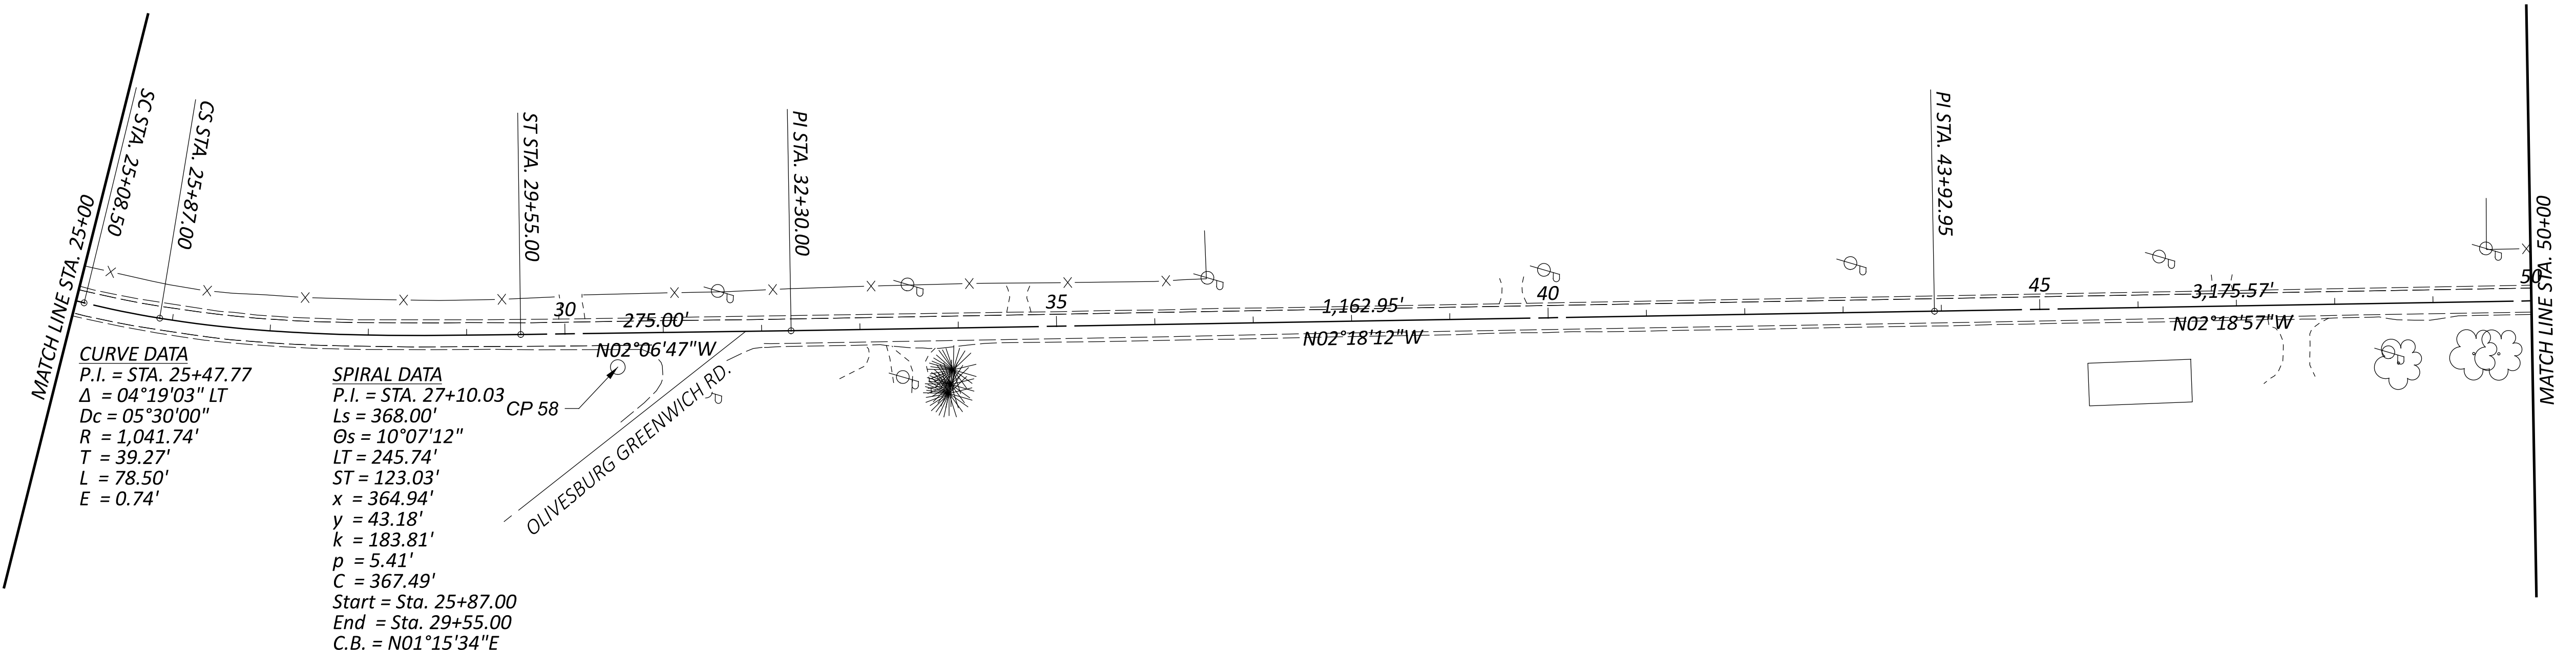 MATCH LINE STA. 25+00
SC STA. 25+08.50
CS STA. 25+87.00
ST STA. 29+55.00
PI STA. 32+30.00
PI STA. 43+92.95
MATCH LINE STA. 50+00
30
275.00'
N02°06'47"W
35
1,162.95'
N02°18'12"W
40
45
3,175.57'
N02°18'57"W
50
CURVE DATA
P.I. = STA. 25+47.77
Δ = 04°19'03" LT
Dc = 05°30'00"
R = 1,041.74'
T = 39.27'
L = 78.50'
E = 0.74'
SPIRAL DATA
P.I. = STA. 27+10.03
Ls = 368.00'
Θs = 10°07'12"
LT = 245.74'
ST = 123.03'
x = 364.94'
y = 43.18'
k = 183.81'
p = 5.41'
C = 367.49'
Start = Sta. 25+87.00
End = Sta. 29+55.00
C.B. = N01°15'34"E
CP 58
OLIVESBURG GREENWICH RD.